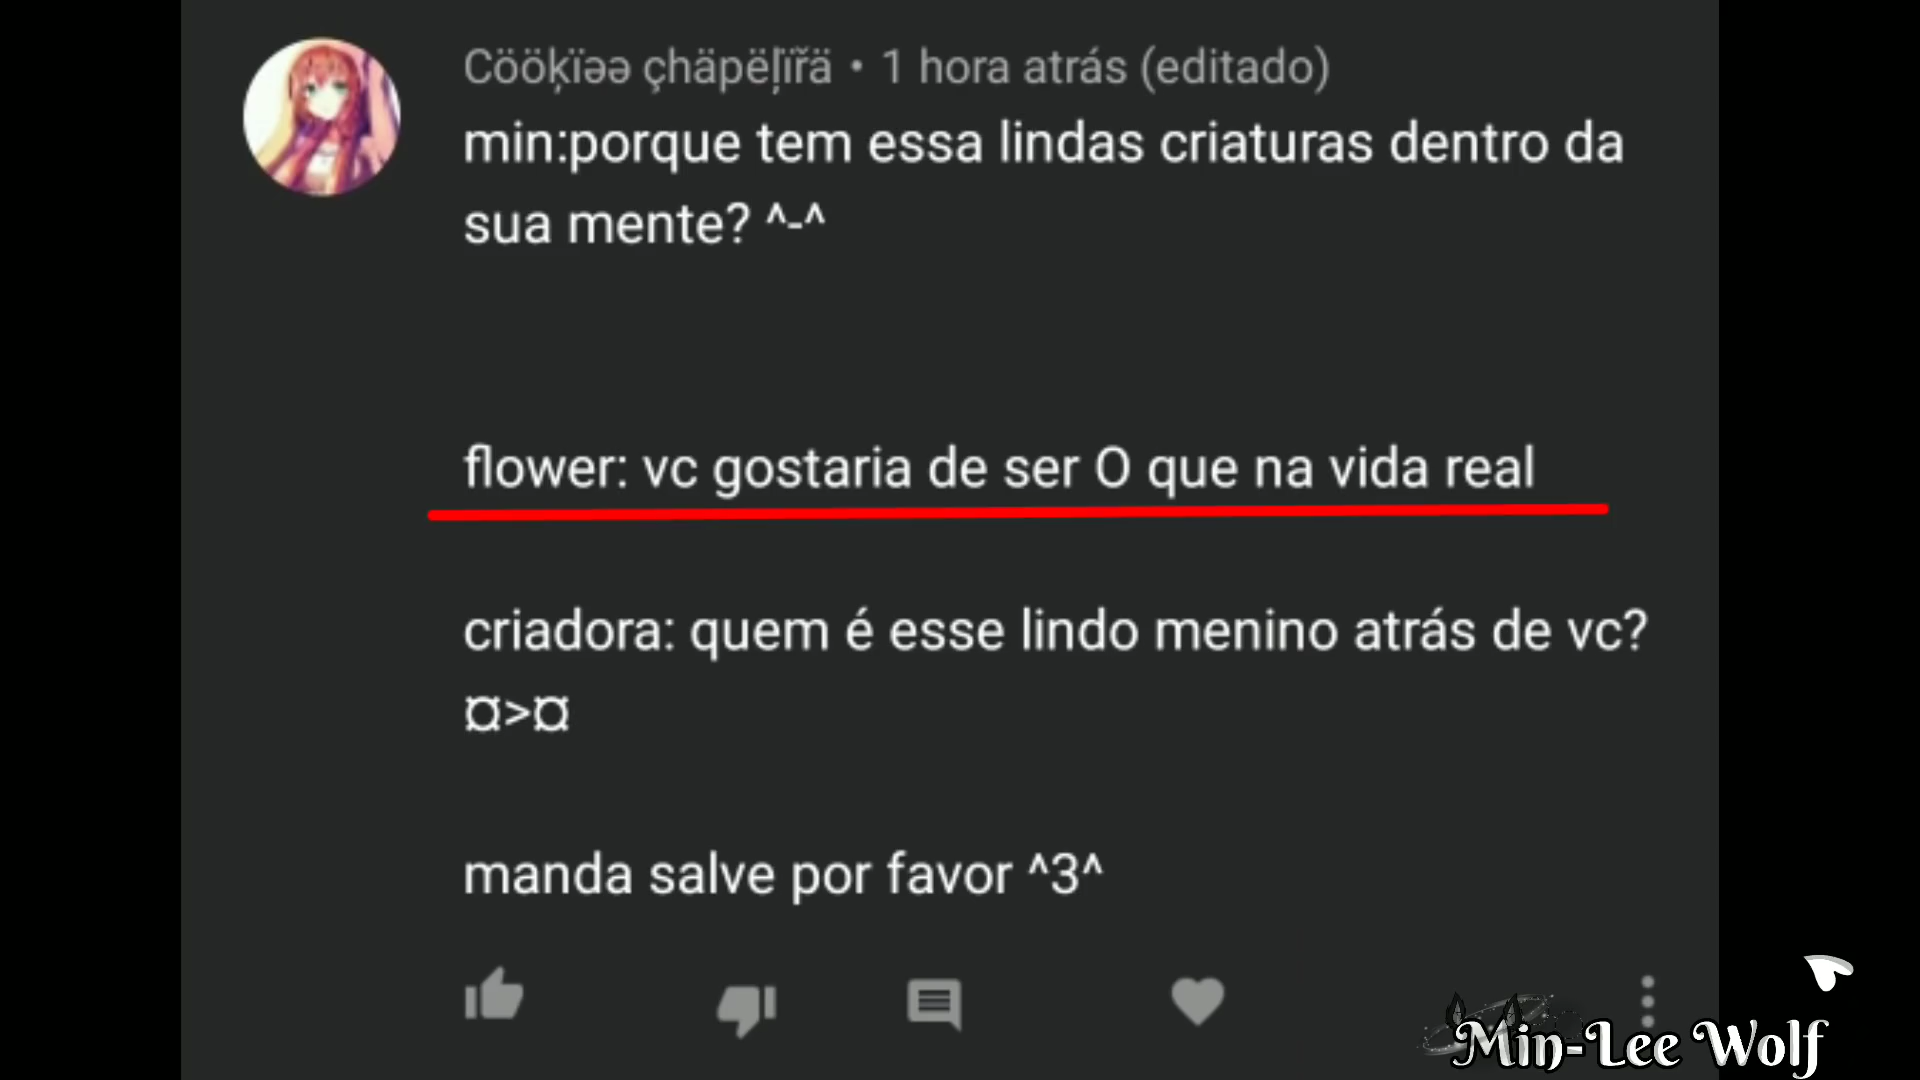 Cööķïəə çhäpëļïřä • 1 hora atrás (editado)
min:porque tem essa lindas criaturas dentro da
sua mente? ^-^
flower: vc gostaria de ser O que na vida real
criadora: quem é esse lindo menino atrás de vc?
¤>¤
manda salve por favor ^3^
Min-Lee Wolf